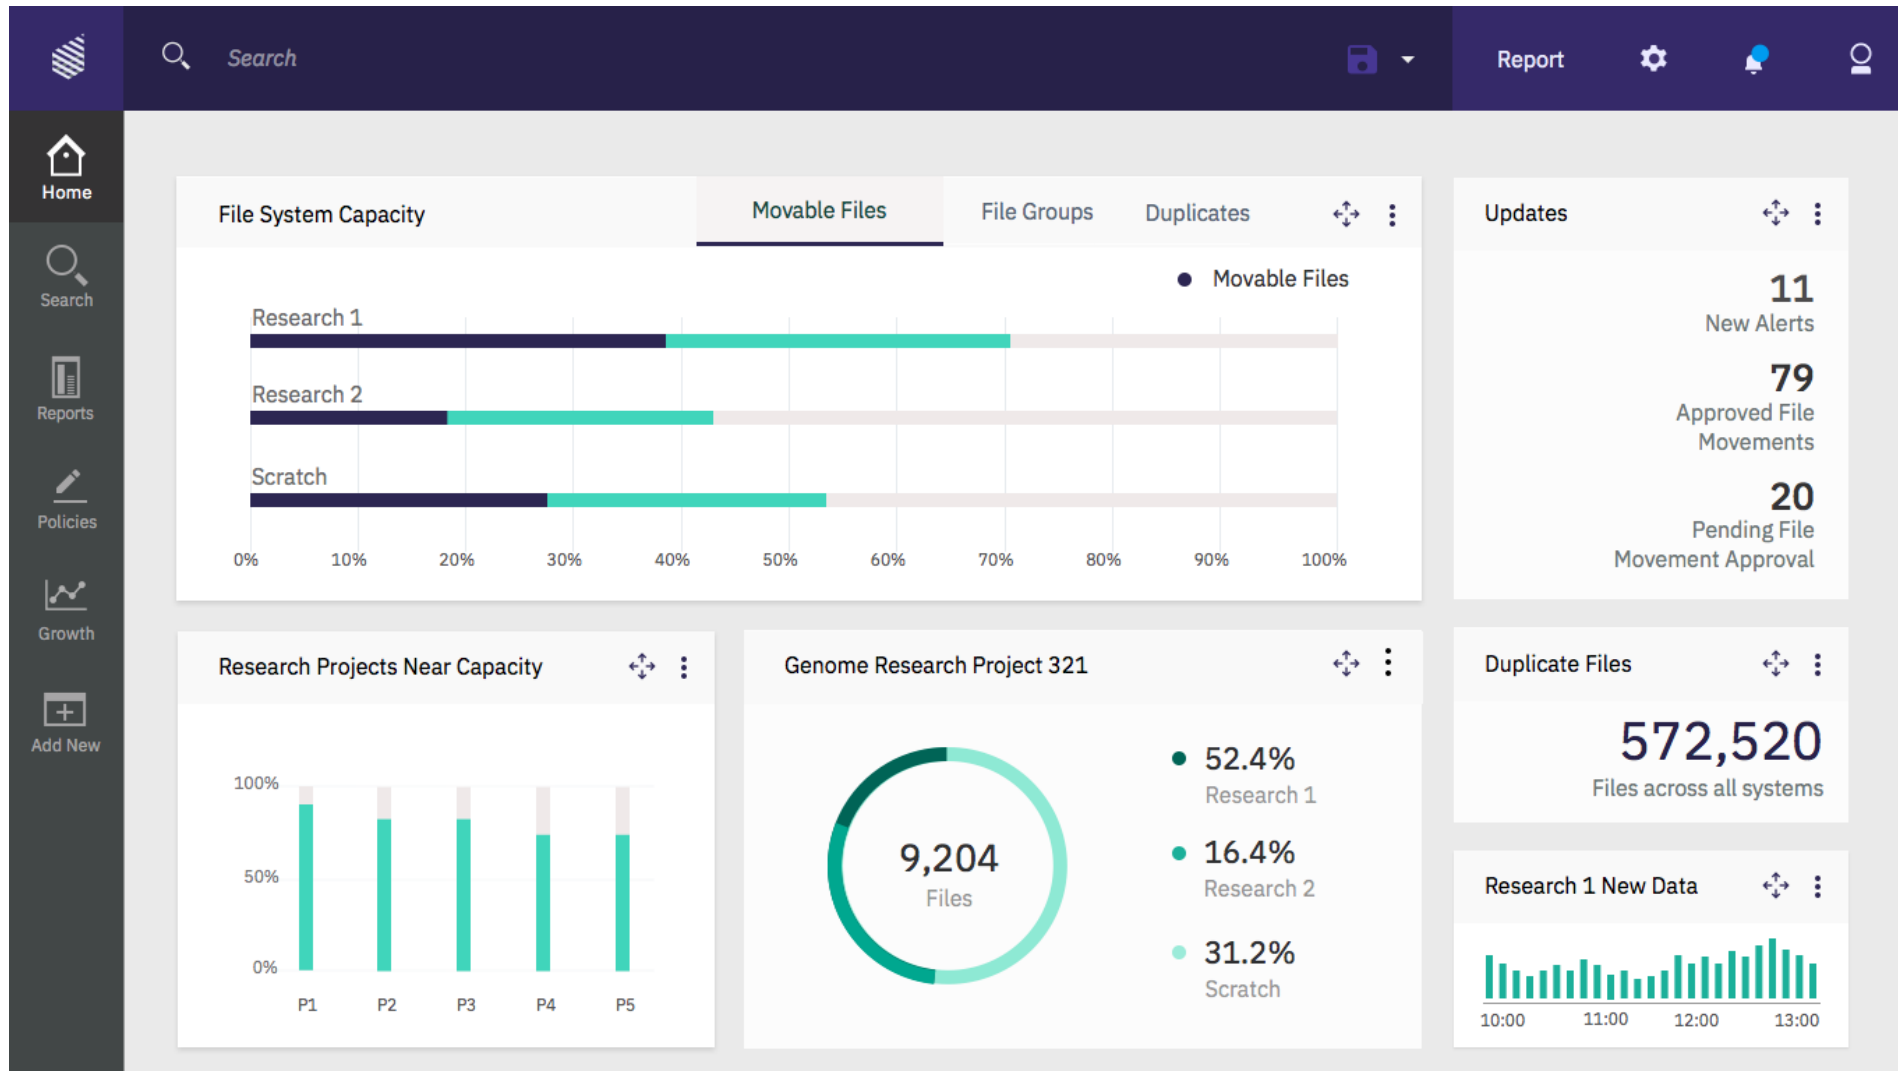 Search
Report
Home
Search
Reports
Policies
Growth
Add New
File System Capacity
Movable Files
File Groups
Duplicates
Movable Files
Research 1
Research 2
Scratch
0% 10% 20% 30% 40% 50% 60% 70% 80% 90% 100%
Updates
11
New Alerts
79
Approved File
Movements
20
Pending File
Movement Approval
Research Projects Near Capacity
100%
50%
0%
P1 P2 P3 P4 P5
Genome Research Project 321
9,204
Files
52.4%
Research 1
16.4%
Research 2
31.2%
Scratch
Duplicate Files
572,520
Files across all systems
Research 1 New Data
10:00 11:00 12:00 13:00